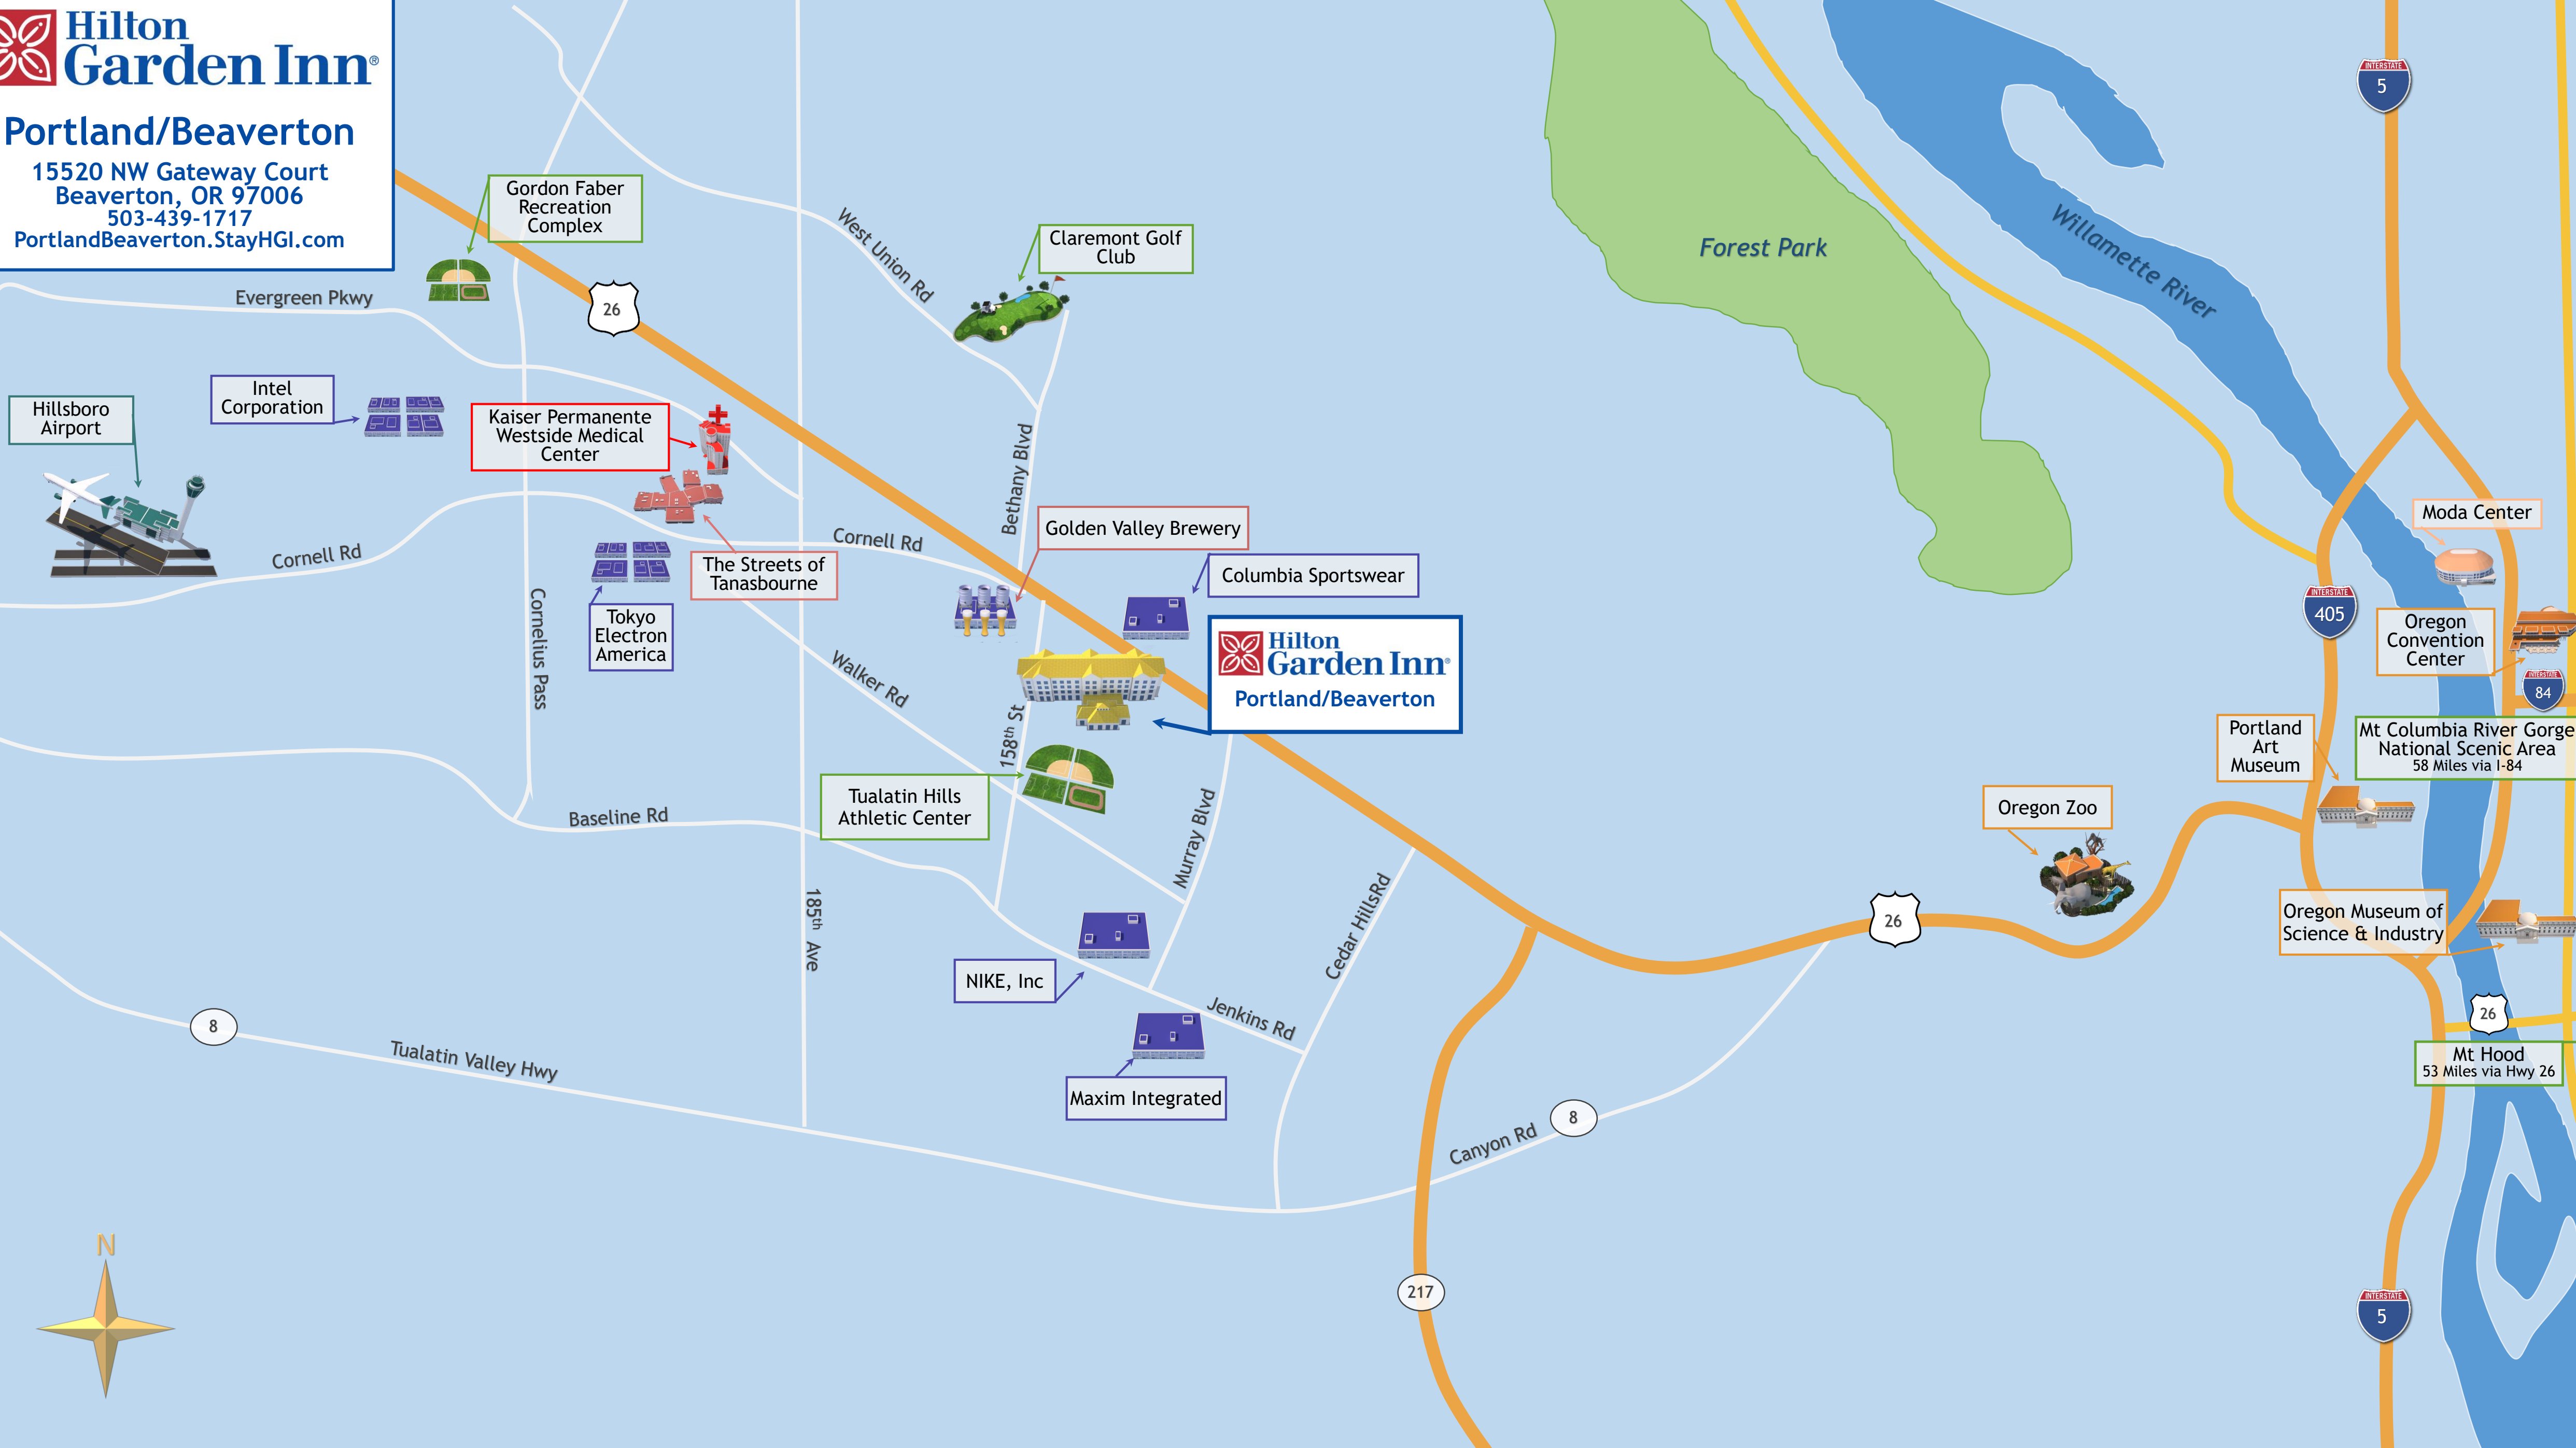 Hilton
Garden Inn®
Portland/Beaverton
15520 NW Gateway Court
Beaverton, OR 97006
503-439-1717
PortlandBeaverton.StayHGI.com
INTERSTATE
5
Gordon Faber
Recreation
Complex
West Union Rd
Claremont Golf
Club
Forest Park
Willamette River
Evergreen Pkwy
26
Intel
Corporation
Hillsboro
Airport
Kaiser Permanente
Westside Medical
Center
Bethany Blvd
Golden Valley Brewery
Moda Center
Cornell Rd
Cornell Rd
The Streets of
Tanasbourne
Columbia Sportswear
Tokyo
Electron
America
Cornelius Pass
Walker Rd
Hilton
Garden Inn®
Portland/Beaverton
INTERSTATE
405
Oregon
Convention
Center
INTERSTATE
84
158th St
Portland
Art
Museum
Mt Columbia River Gorge
National Scenic Area
58 Miles via I-84
Tualatin Hills
Athletic Center
Baseline Rd
Murray Blvd
Oregon Zoo
185th Ave
Cedar HillsRd
26
Oregon Museum of
Science & Industry
NIKE, Inc
Jenkins Rd
8
Tualatin Valley Hwy
26
Mt Hood
53 Miles via Hwy 26
Maxim Integrated
Canyon Rd
8
N
217
INTERSTATE
5